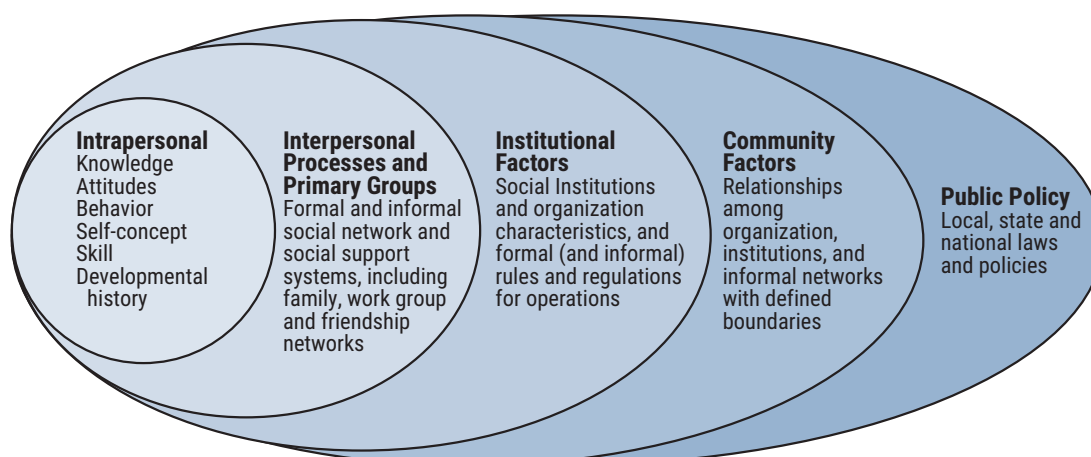 Intrapersonal
Knowledge
Attitudes
Behavior
Self-concept
Skill
Developmental
history
Interpersonal
Processes and
Primary Groups
Formal and informal
social network and
social support
systems, including
family, work group
and friendship
networks
Institutional
Factors
Social Institutions
and organization
characteristics, and
formal (and informal)
rules and regulations
for operations
Community
Factors
Relationships
among
organization,
institutions, and
informal networks
with defined
boundaries
Public Policy
Local, state and
national laws
and policies